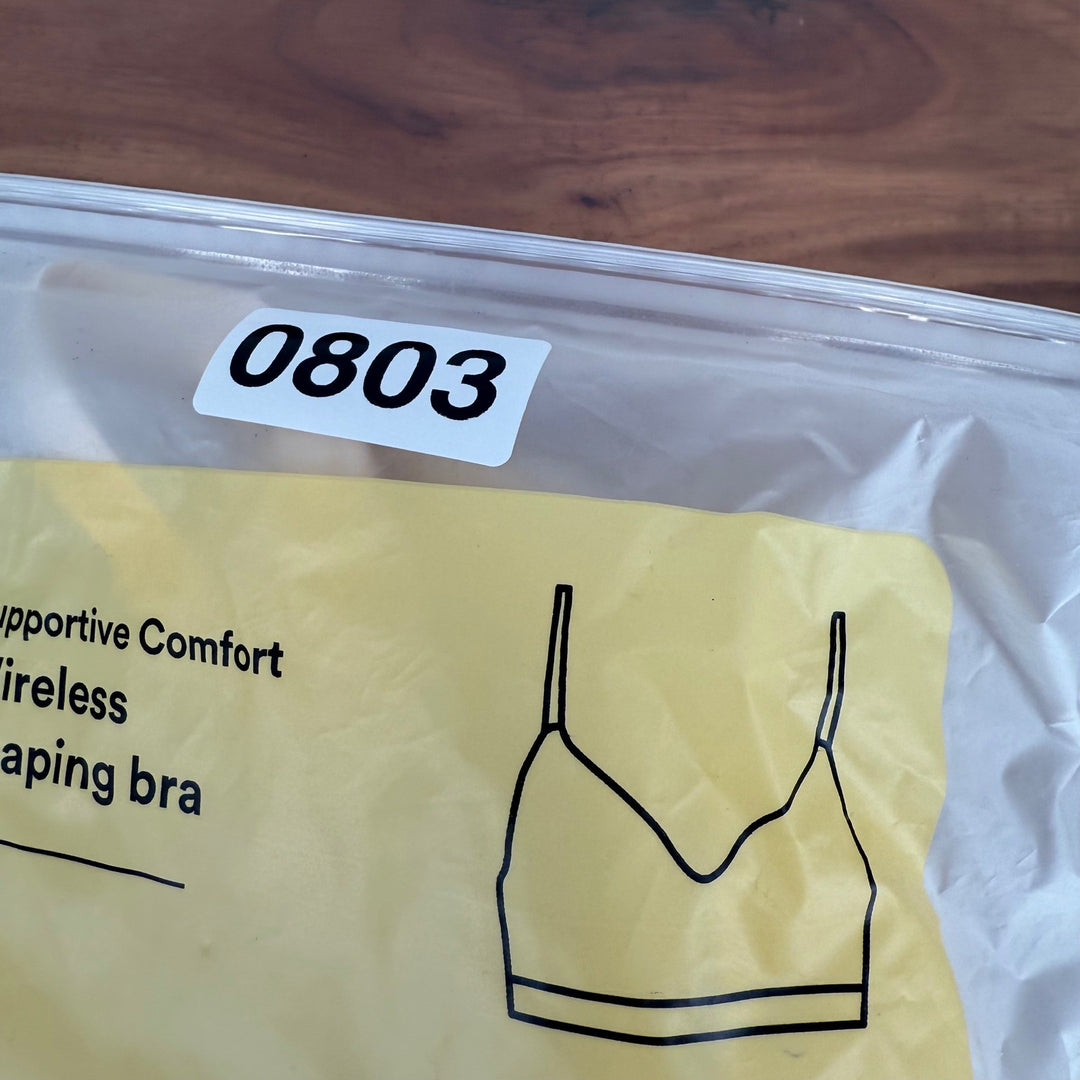 0803
upportive Comfort
ireless
aping bra